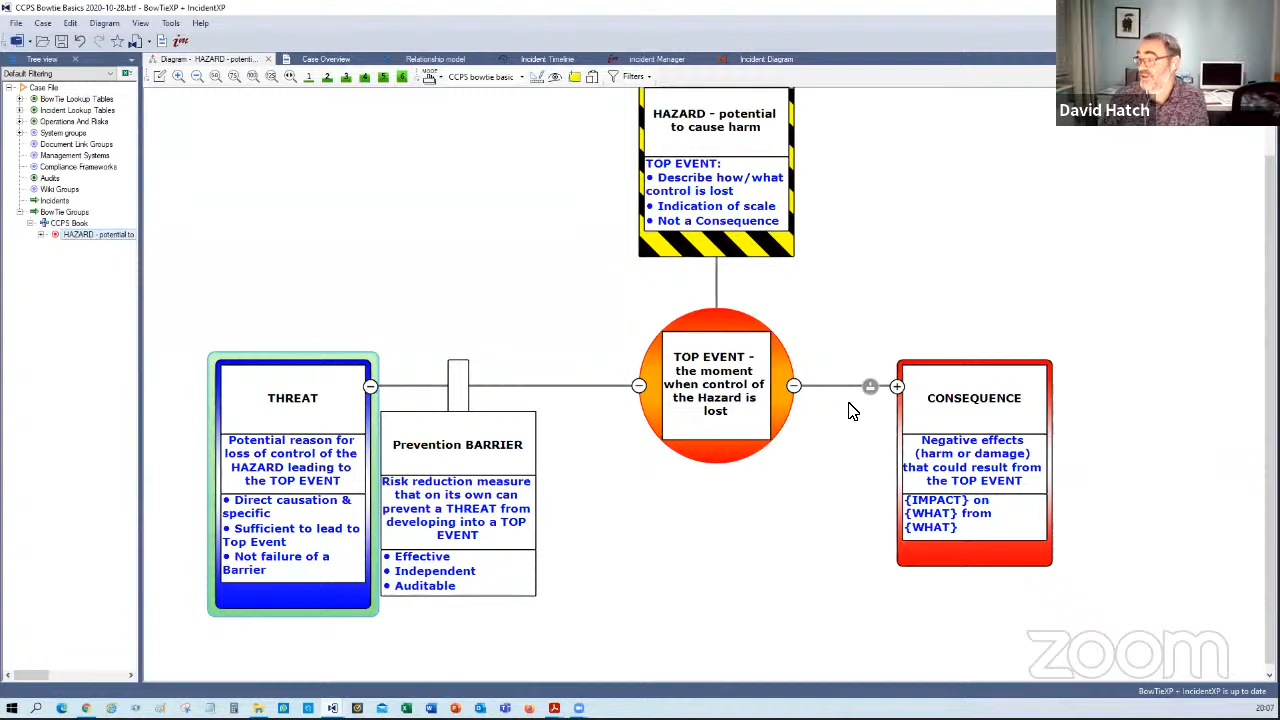 CCPS Bowtie Basics 2020-10-28.btf - BowTieXP + IncidentXP
File Case Edit Diagram View Tools Help
Tree view
Diagram - HAZARD - potenti...
Case Overview
Relationship model
Incident Timeline
Incident Manager
Incident Diagram
Default Filtering
MODE
CCPS bowtie basic
Filters
Case File
BowTie Lookup Tables
Incident Lookup Tables
Operations And Risks
System groups
Document Link Groups
Management Systems
Compliance Frameworks
Audits
Wiki Groups
Incidents
BowTie Groups
CCPS Book
HAZARD - potential to
David Hatch
HAZARD - potential
to cause harm
TOP EVENT:
• Describe how/what
control is lost
• Indication of scale
• Not a Consequence
TOP EVENT -
the moment
when control of
the Hazard is
lost
THREAT
Potential reason for
loss of control of the
HAZARD leading to
the TOP EVENT
• Direct causation &
specific
• Sufficient to lead to
Top Event
• Not failure of a
Barrier
Prevention BARRIER
Risk reduction measure
that on its own can
prevent a THREAT from
developing into a TOP
EVENT
• Effective
• Independent
• Auditable
CONSEQUENCE
Negative effects
(harm or damage)
that could result from
the TOP EVENT
{IMPACT} on
{WHAT} from
{WHAT}
zoom
BowTieXP + IncidentXP is up to date
20:07